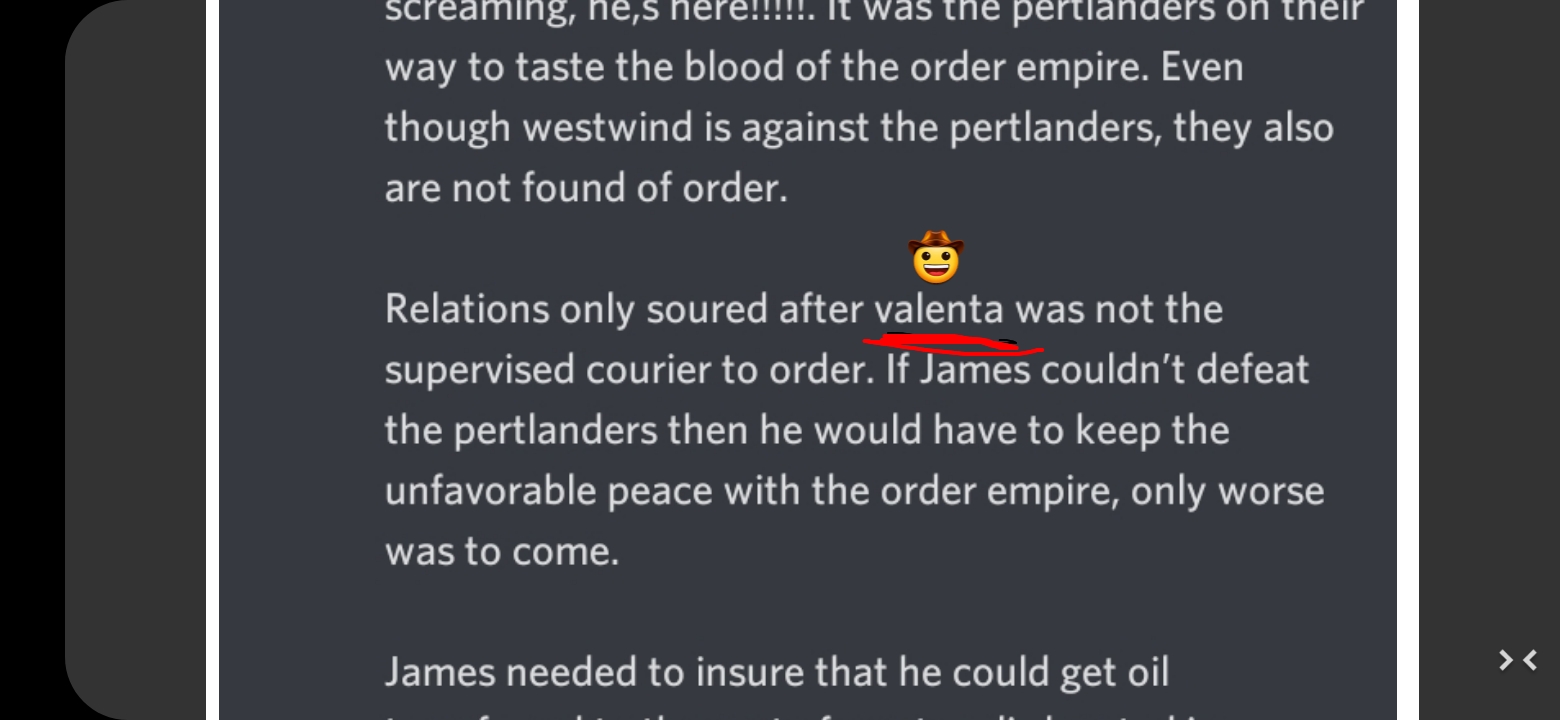 screaming, he,s here!!!!!. It was the pertlanders on their
way to taste the blood of the order empire. Even
though westwind is against the pertlanders, they also
are not found of order.
Relations only soured after valenta was not the
supervised courier to order. If James couldn’t defeat
the pertlanders then he would have to keep the
unfavorable peace with the order empire, only worse
was to come.
James needed to insure that he could get oil